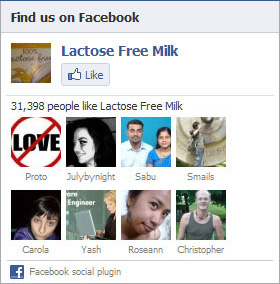 Find us on Facebook
100%
Lactose Free Milk
Like
31,398 people like Lactose Free Milk
LOVE
Proto Julybynight Sabu Smails
Engineer
Carola Yash Roseann Christopher
Facebook social plugin